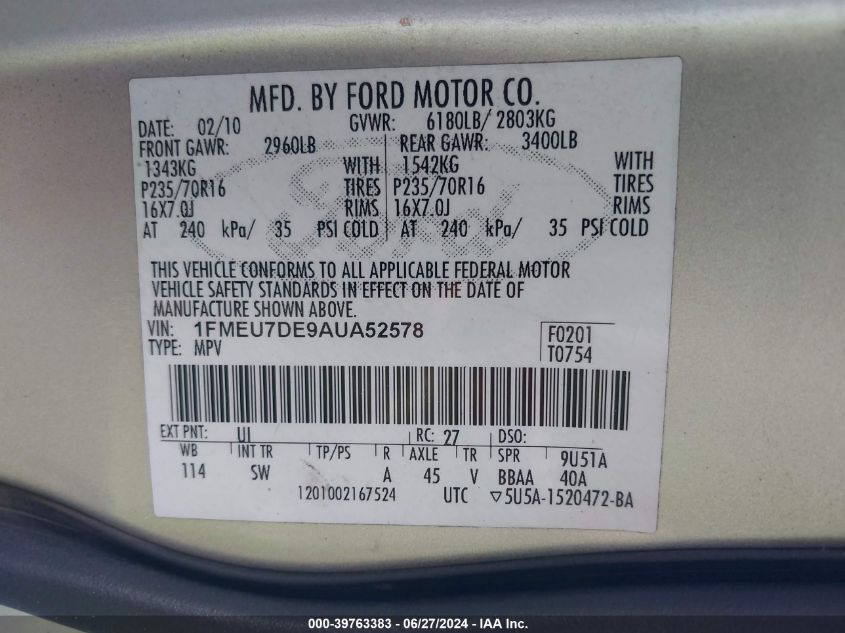 MFD. BY FORD MOTOR CO.
DATE: 02/10 GVWR: 6180LB/ 2803KG
FRONT GAWR: 2960LB REAR GAWR: 3400LB
1343KG WITH 1542KG WITH
P235/70R16 TIRES P235/70R16 TIRES
16X7.0J RIMS 16X7.0J RIMS
AT 240 kPa/ 35 PSI COLD AT 240 kPa/ 35 PSI COLD
THIS VEHICLE CONFORMS TO ALL APPLICABLE FEDERAL MOTOR
VEHICLE SAFETY STANDARDS IN EFFECT ON THE DATE OF
MANUFACTURE SHOWN ABOVE.
VIN: 1FMEU7DE9AUA52578 F0201
TYPE: MPV T0754
EXT PNT: UI RC: 27 DSO:
WB INT TR TP/PS R AXLE TR SPR 9U51A
114 SW A 45 V BBAA 40A
1201002167524 UTC ▽5U5A-1520472-BA
Ford
000-39763383 - 06/27/2024 - IAA Inc.